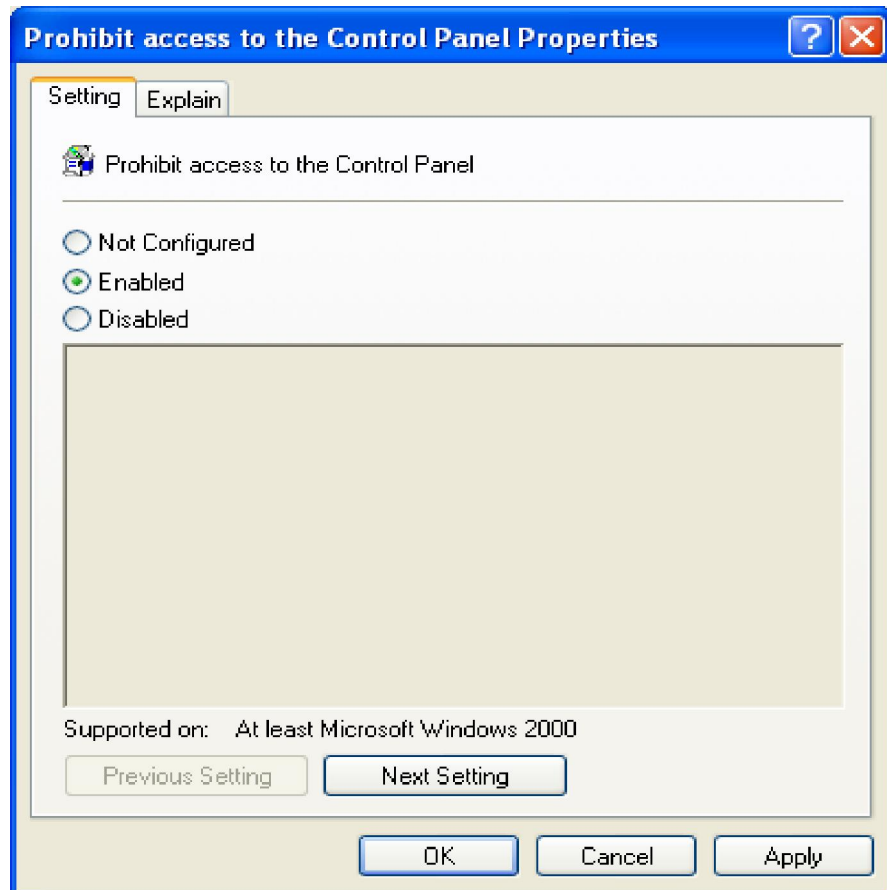 Prohibit access to the Control Panel Properties ?
Setting Explain
Prohibit access to the Control Panel
Not Configured
Enabled
Disabled
Supported on: At least Microsoft Windows 2000
Previous Setting Next Setting
OK Cancel Apply